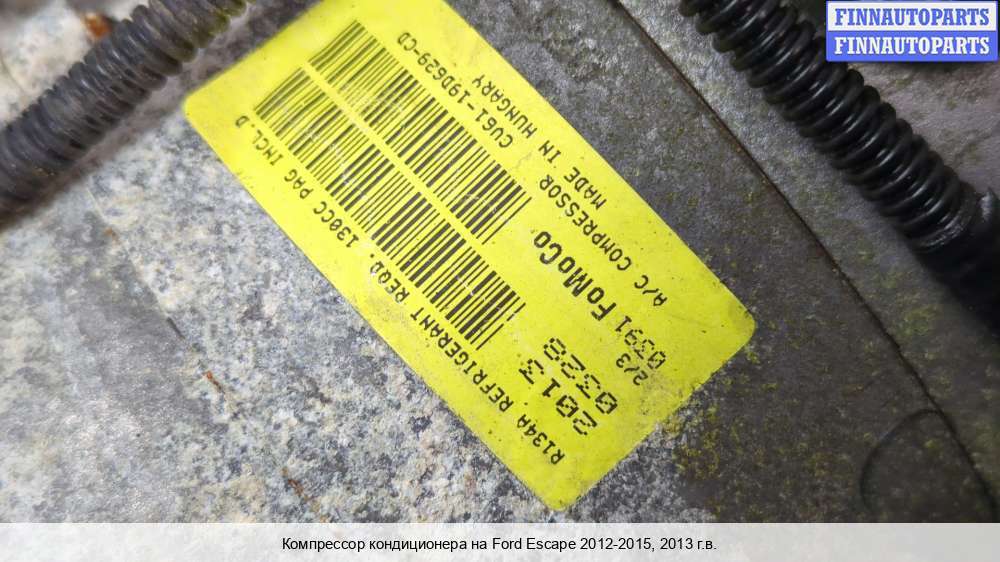 FINNAUTOPARTS
FINNAUTOPARTS
CV61-19D629-CD
MADE IN HUNGARY
A/C COMPRESSOR
FoMoCo
2/3
0391
2013
0328
R134A REFRIGERANT REQD. 130CC PAG INCL.D
Компрессор кондиционера на Ford Escape 2012-2015, 2013 г.в.